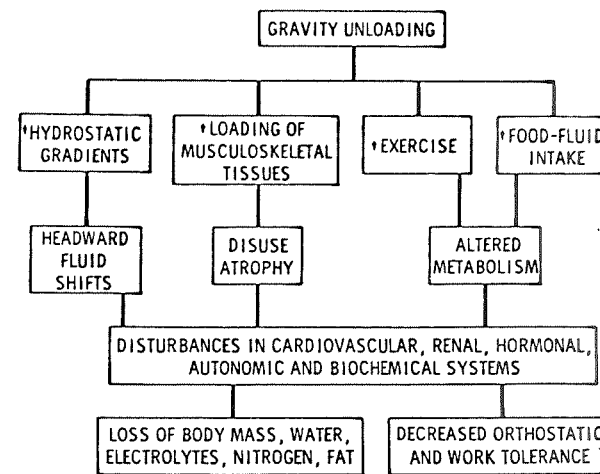 GRAVITY UNLOADING
↑HYDROSTATIC
GRADIENTS
↑LOADING OF
MUSCULOSKELETAL
TISSUES
↑EXERCISE
↑FOOD-FLUID
INTAKE
HEADWARD
FLUID
SHIFTS
DISUSE
ATROPHY
ALTERED
METABOLISM
DISTURBANCES IN CARDIOVASCULAR, RENAL, HORMONAL,
AUTONOMIC AND BIOCHEMICAL SYSTEMS
LOSS OF BODY MASS, WATER,
ELECTROLYTES, NITROGEN, FAT
DECREASED ORTHOSTATIC
AND WORK TOLERANCE